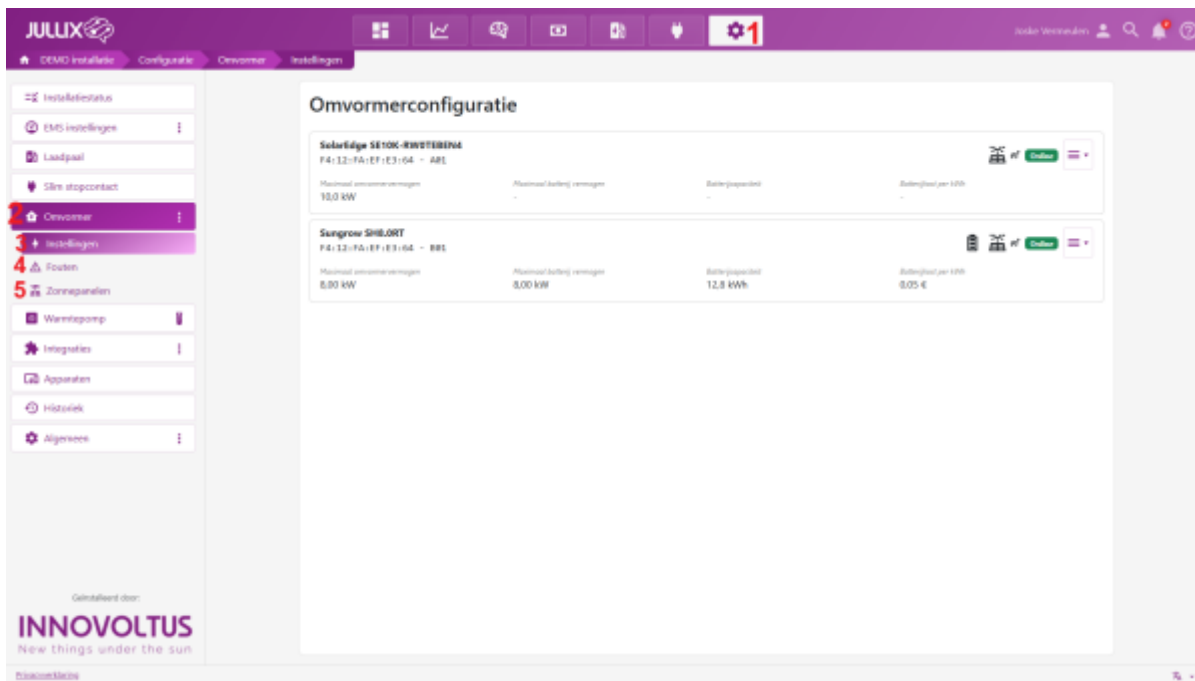 JULLIX
1
Joske Vermeulen
DEMO installatie Configuratie Omvormer Instellingen
Installatiestatus
EMS instellingen
Laadpaal
Slim stopcontact
2 Omvormer
3 Instellingen
4 Fouten
5 Zonnepanelen
Warmtepomp
Integraties
Apparaten
Historiek
Algemeen
Omvormerconfiguratie
SolarEdge SE10K-RW0TEBEN4
F4:12:FA:EF:E3:64 - A01
Online
Maximaal omvormervermogen Maximaal batterij vermogen Batterijcapaciteit Batterijkost per kWh
10,0 kW - -
Sungrow SH8.0RT
F4:12:FA:EF:E3:64 - B01
Online
Maximaal omvormervermogen Maximaal batterij vermogen Batterijcapaciteit Batterijkost per kWh
8,00 kW 8,00 kW 12,8 kWh 0,05 €
Geïnstalleerd door:
INNOVOLTUS
New things under the sun
Privacyverklaring